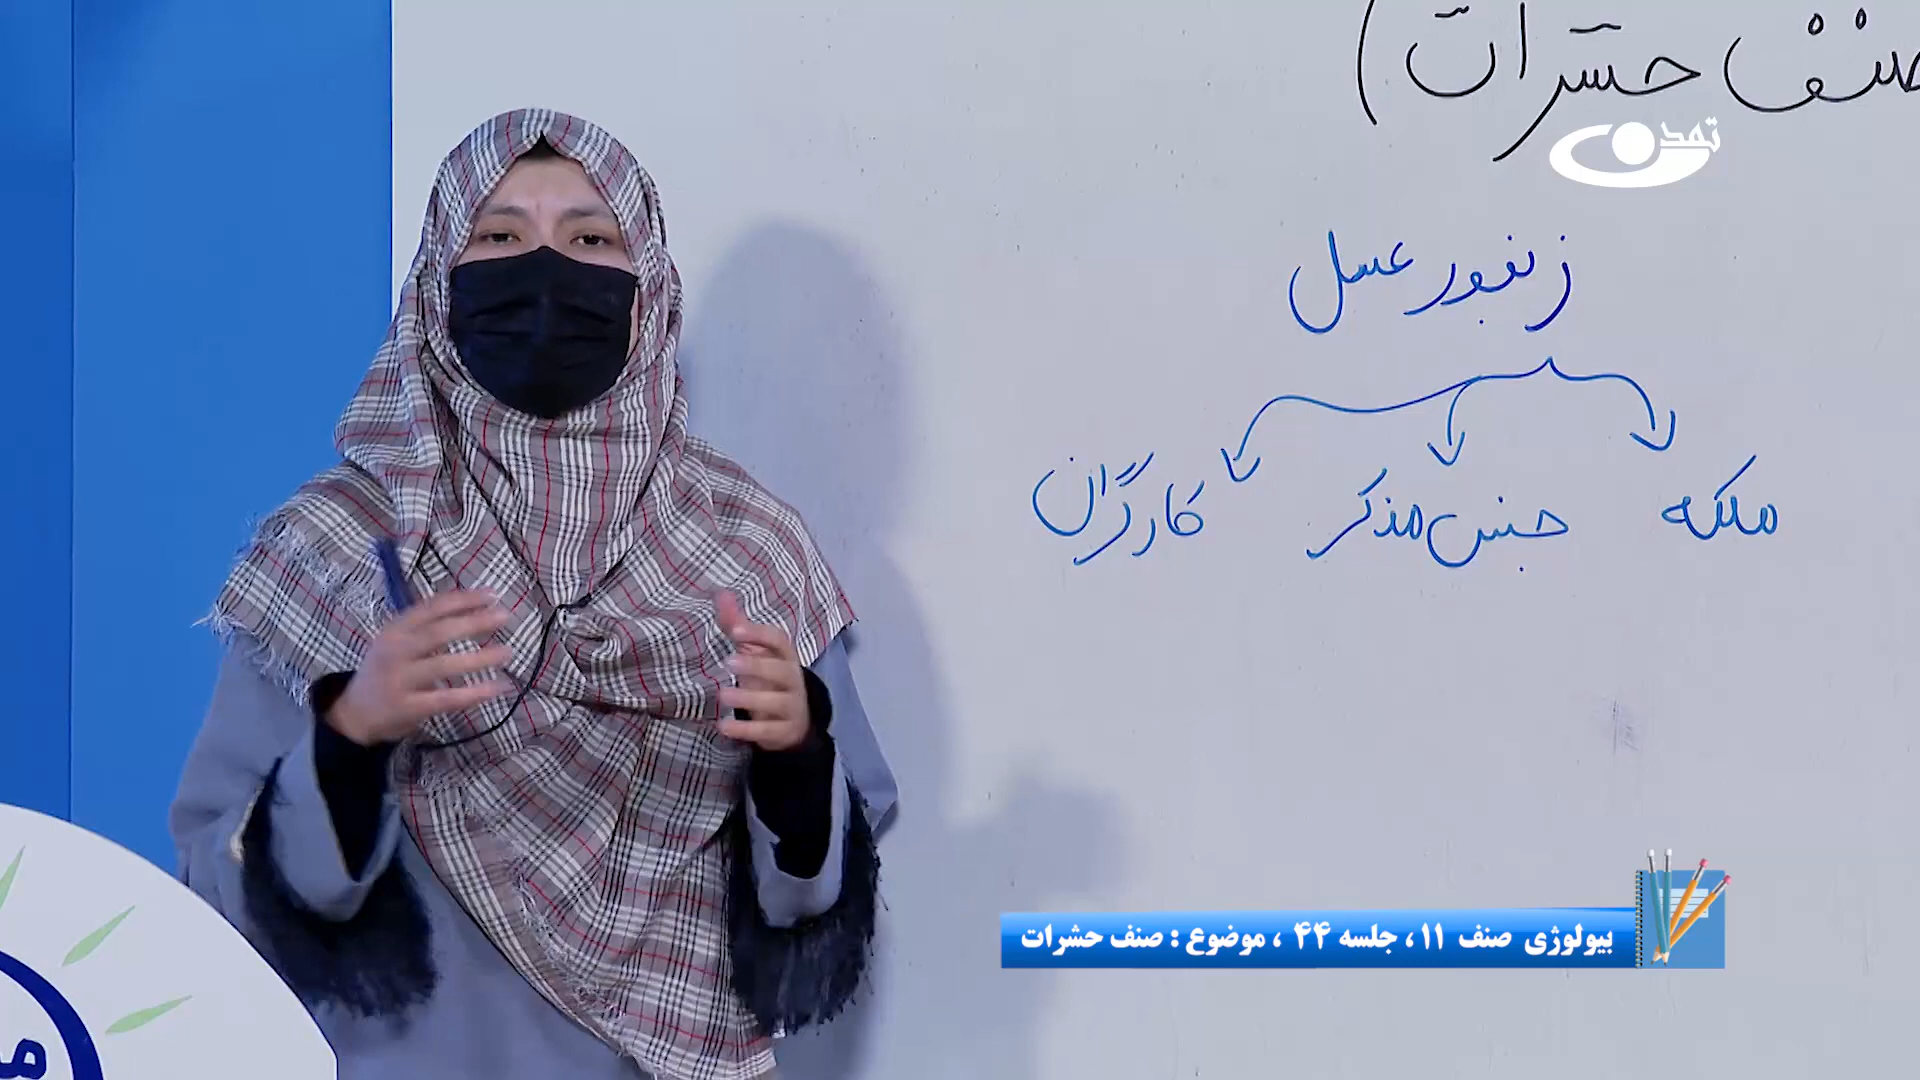 صنف حشرات)
تمدن
زنبور عسل
ملکه جنس مذکر کارگران
بیولوژی صنف ۱۱، جلسه ۴۴، موضوع: صنف حشرات